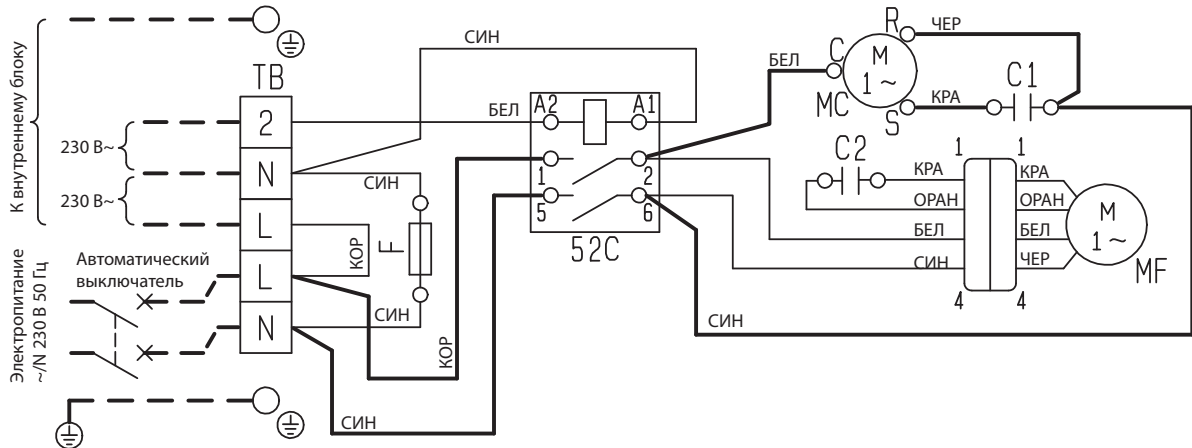 К внутреннему блоку
230 В~
230 В~
Электропитание
~/N 230 В 50 Гц
Автоматический
выключатель
TB
2
N
L
L
N
СИН
БЕЛ
СИН
КОР
F
СИН
КОР
СИН
A2
A1
1
2
5
6
52C
БЕЛ
C
R
ЧЕР
M
1 ~
MC
S
КРА
C1
C2
КРА
ОРАН
БЕЛ
СИН
1
1
4
4
КРА
ОРАН
БЕЛ
ЧЕР
M
1 ~
MF
СИН